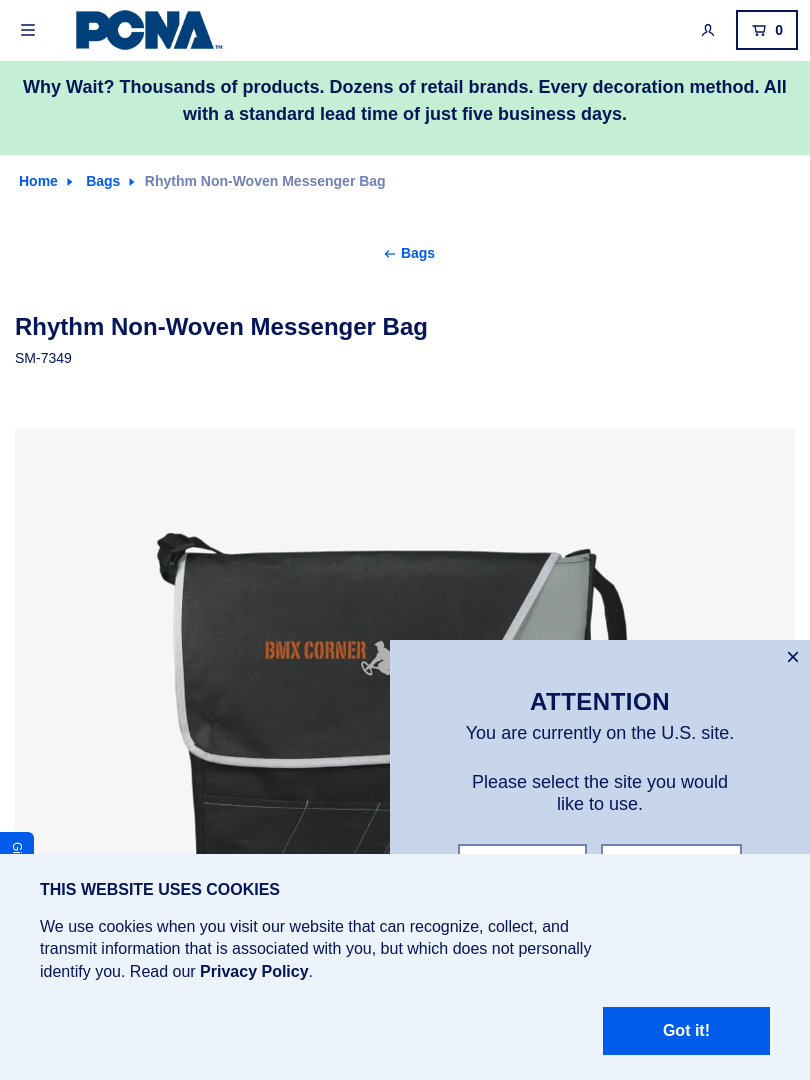 PCNA™
0
Why Wait? Thousands of products. Dozens of retail brands. Every decoration method. All
with a standard lead time of just five business days.
Home Bags Rhythm Non-Woven Messenger Bag
← Bags
Rhythm Non-Woven Messenger Bag
SM-7349
BMX CORNER
ATTENTION
You are currently on the U.S. site.
Please select the site you would
like to use.
THIS WEBSITE USES COOKIES
We use cookies when you visit our website that can recognize, collect, and
transmit information that is associated with you, but which does not personally
identify you. Read our Privacy Policy.
Got it!